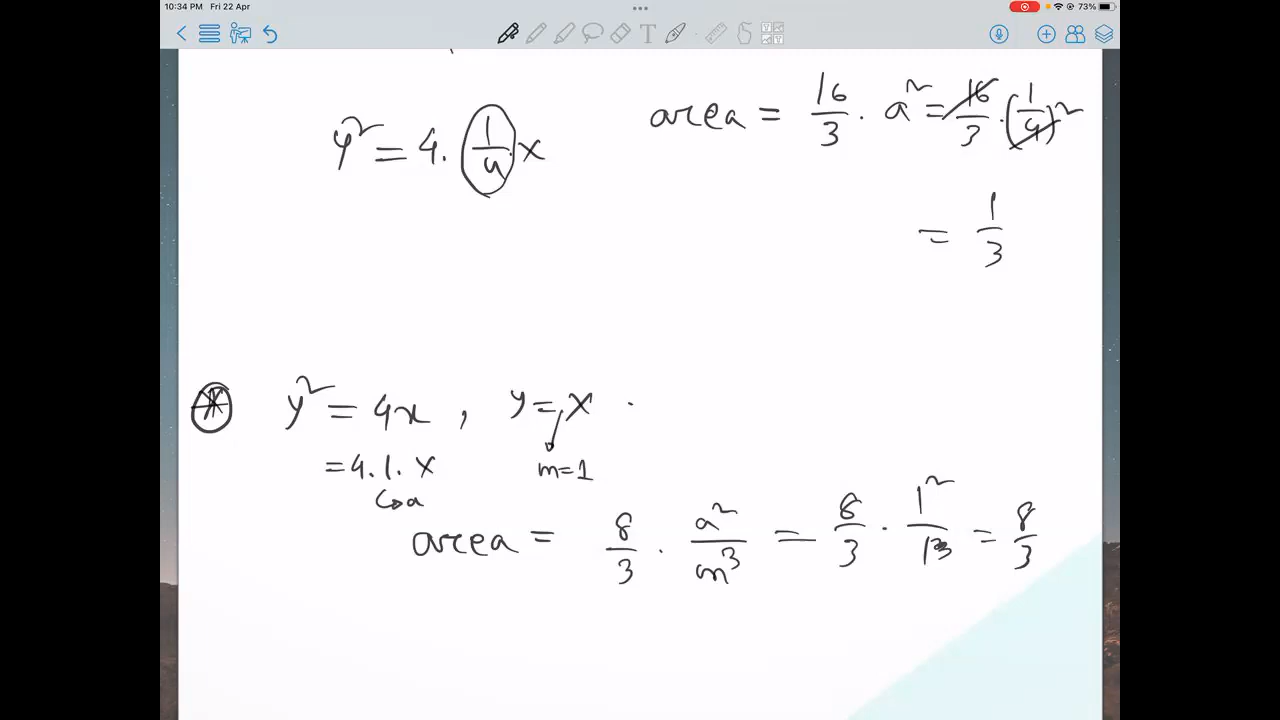 10:34 PM Fri 22 Apr
73%
T
y² = 4 · (1/4) · x
area = 16/3 · a² = 16/3 · (1/4)²
= 1/3
y² = 4x , y = x
= 4 . 1 . x
↳ a
m = 1
area = 8/3 · a²/m³ = 8/3 · 1²/1³ = 8/3